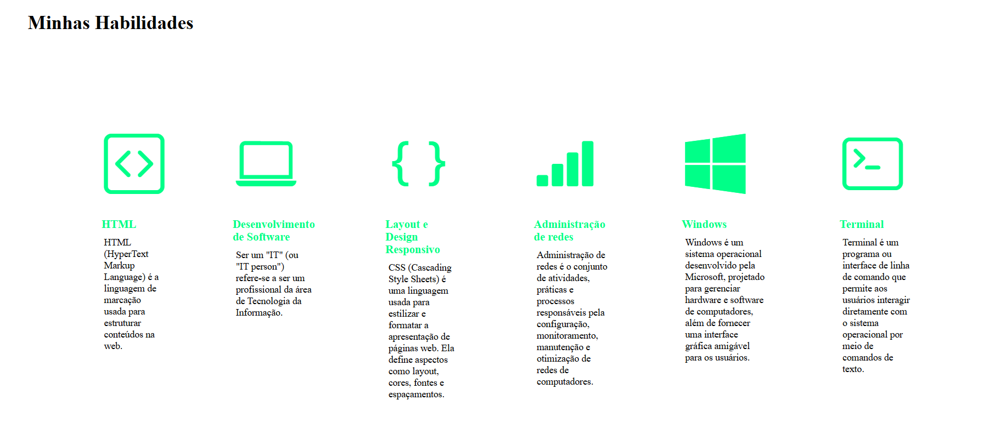 Minhas Habilidades
HTML
HTML
(HyperText
Markup
Language) é a
linguagem de
marcação
usada para
estruturar
conteúdos na
web.
Desenvolvimento
de Software
Ser um "IT" (ou
"IT person")
refere-se a ser um
profissional da área
de Tecnologia da
Informação.
Layout e
Design
Responsivo
CSS (Cascading
Style Sheets) é
uma linguagem
usada para
estilizar e
formatar a
apresentação de
páginas web. Ela
define aspectos
como layout,
cores, fontes e
espaçamentos.
Administração
de redes
Administração de
redes é o conjunto
de atividades,
práticas e
processos
responsáveis pela
configuração,
monitoramento,
manutenção e
otimização de
redes de
computadores.
Windows
Windows é um
sistema operacional
desenvolvido pela
Microsoft, projetado
para gerenciar
hardware e software
de computadores,
além de fornecer
uma interface
gráfica amigável
para os usuários.
Terminal
Terminal é um
programa ou
interface de linha
de comando que
permite aos
usuários interagir
diretamente com
o sistema
operacional por
meio de
comandos de
texto.